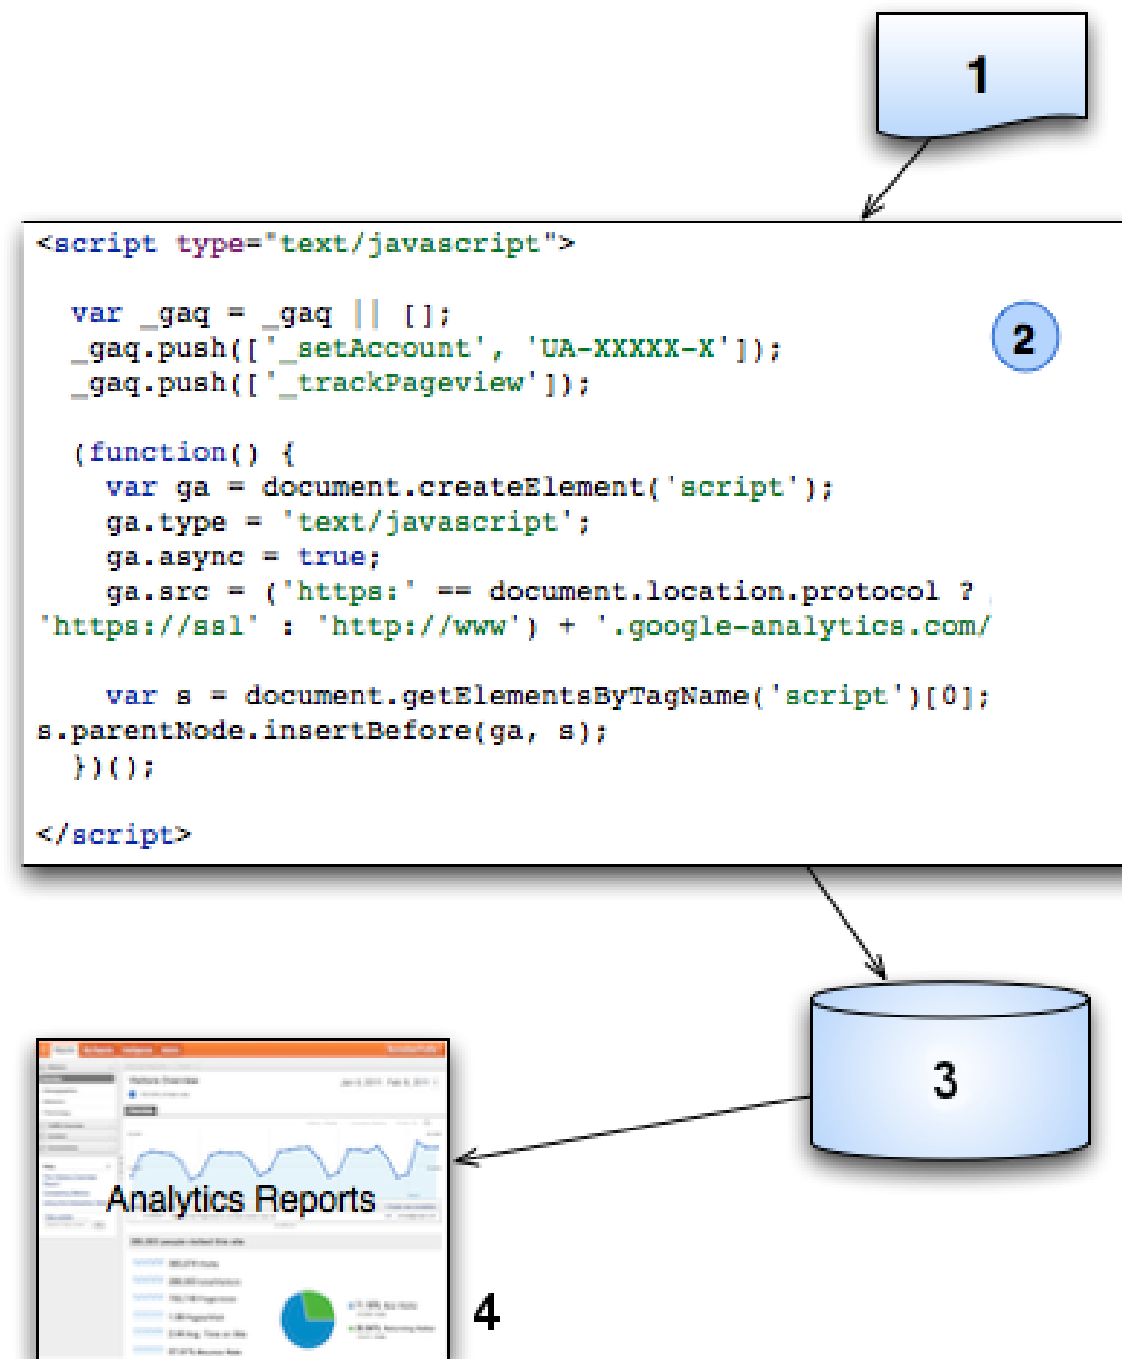 1
<script type="text/javascript">
var _gaq = _gaq || [];
2
_gaq.push(['_setAccount', 'UA-XXXXX-X']);
_gaq.push(['_trackPageview']);
(function() {
var ga = document.createElement('script');
ga.type = 'text/javascript';
ga.async = true;
ga.src = ('https:' == document.location.protocol ?
'https://ssl' : 'http://www') + '.google-analytics.com/
var s = document.getElementsByTagName('script')[0];
s.parentNode.insertBefore(ga, s);
})();
</script>
3
Visitors Overview
Analytics Reports
4